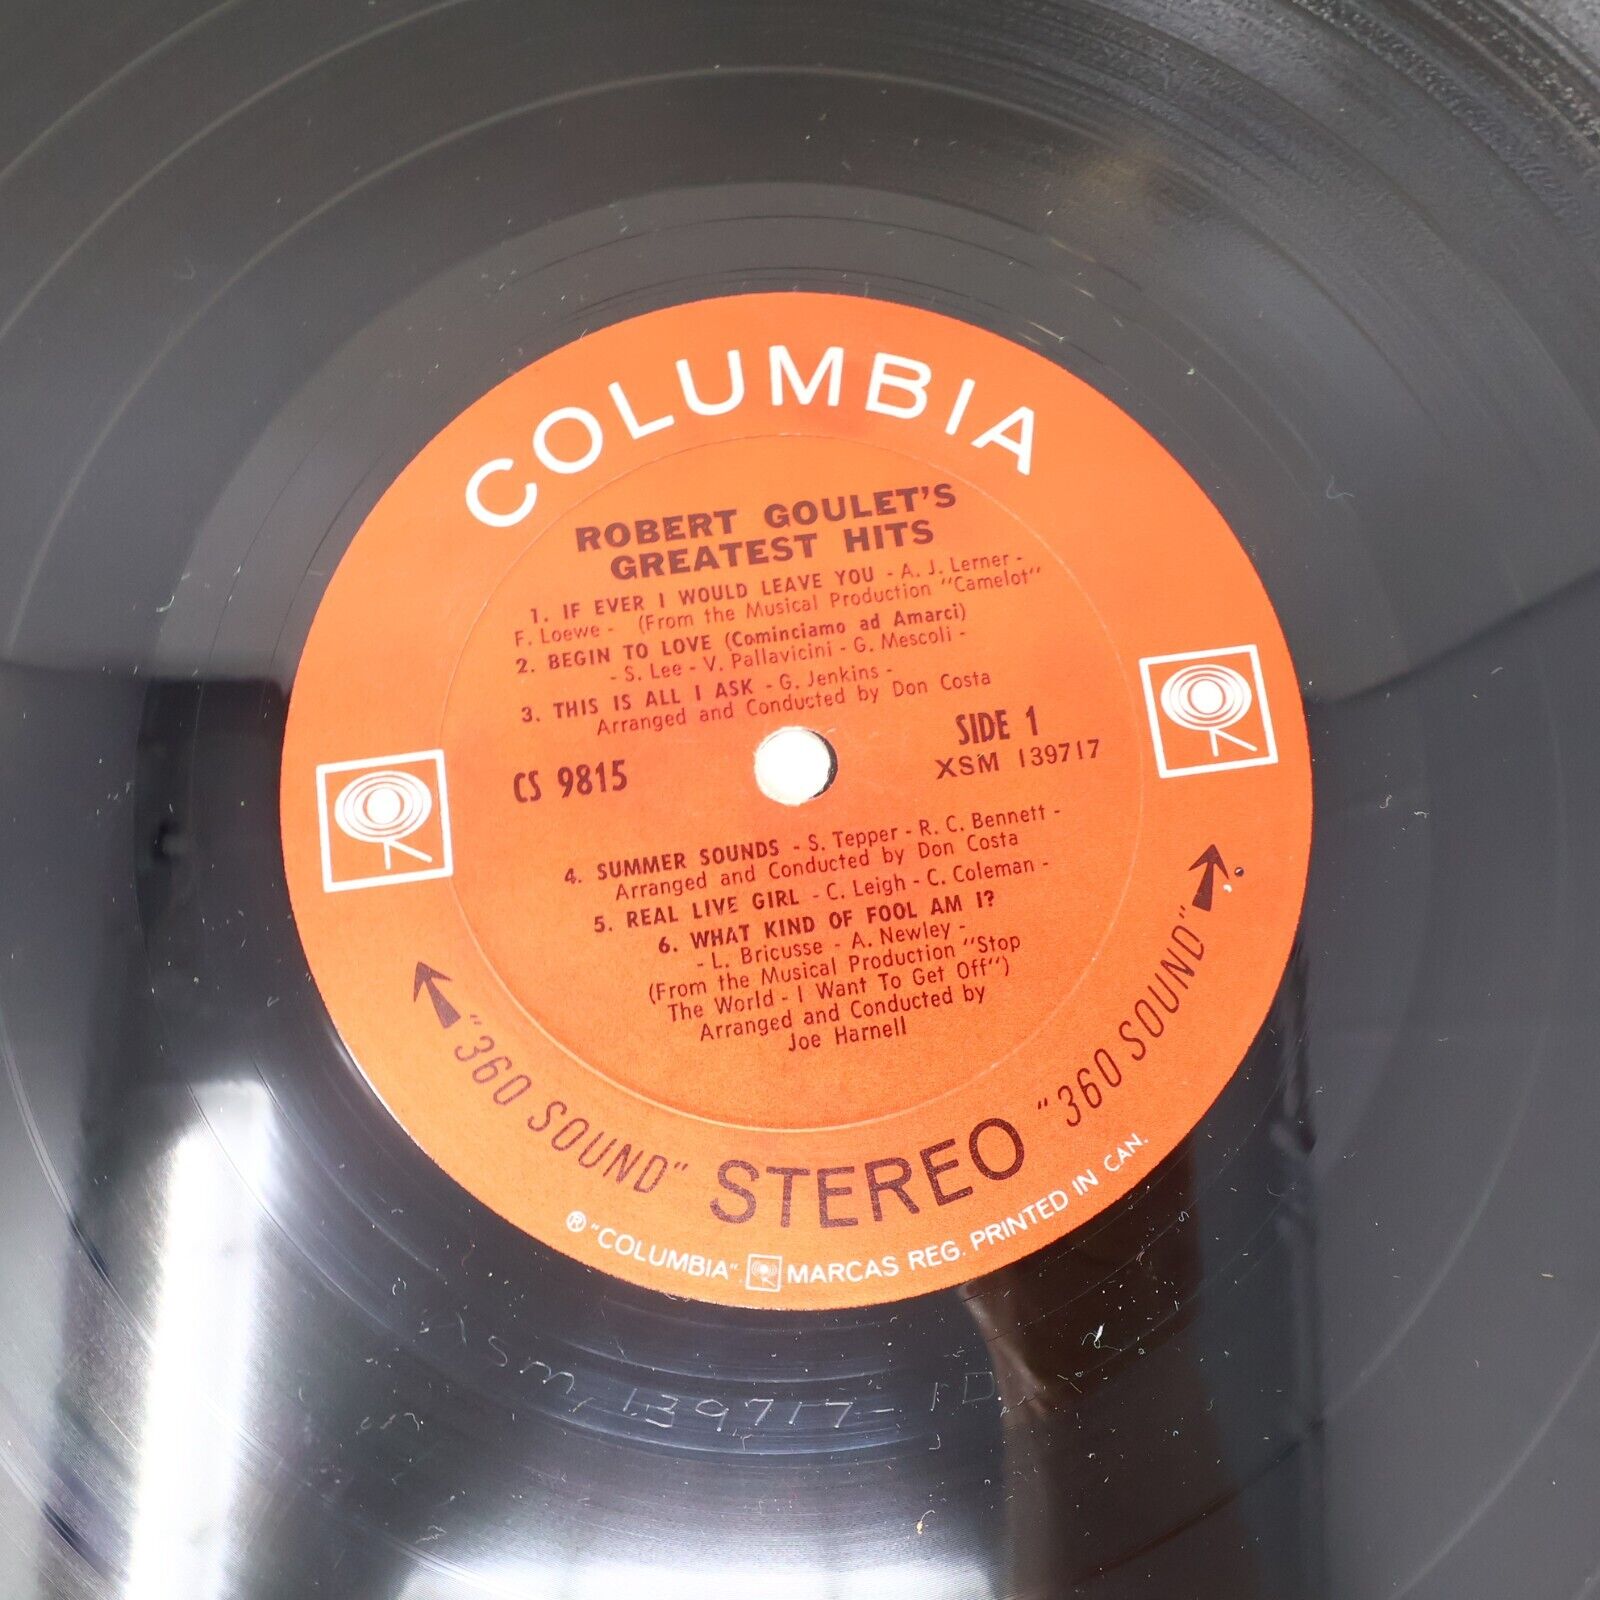 COLUMBIA
ROBERT GOULET'S
GREATEST HITS
1. IF EVER I WOULD LEAVE YOU - A. J. Lerner -
F. Loewe - (From the Musical Production "Camelot"
2. BEGIN TO LOVE (Cominciamo ad Amarci)
- S. Lee - V. Pallavicini - G. Mescoli -
3. THIS IS ALL I ASK - G. Jenkins -
Arranged and Conducted by Don Costa
CS 9815
SIDE 1
XSM 139717
4. SUMMER SOUNDS - S. Tepper - R. C. Bennett -
Arranged and Conducted by Don Costa
5. REAL LIVE GIRL - C. Leigh - C. Coleman -
6. WHAT KIND OF FOOL AM I?
- L. Bricusse - A. Newley -
(From the Musical Production "Stop
The World - I Want To Get Off")
Arranged and Conducted by
Joe Harnell
"360 SOUND" STEREO "360 SOUND"
® "COLUMBIA", MARCAS REG. PRINTED IN CAN.
XSM 139717-1D